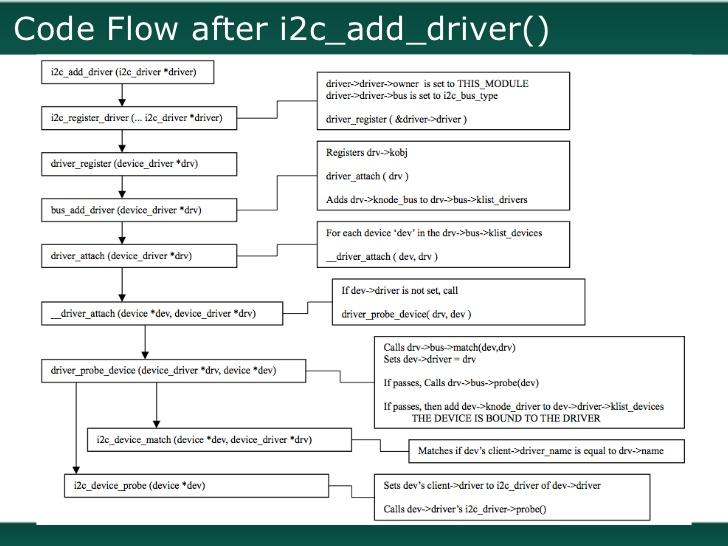 Code Flow after i2c_add_driver()
i2c_add_driver (i2c_driver *driver)
driver->driver->owner is set to THIS_MODULE
driver->driver->bus is set to i2c_bus_type
driver_register ( &driver->driver )
i2c_register_driver (... i2c_driver *driver)
Registers drv->kobj
driver_attach ( drv )
Adds drv->knode_bus to drv->bus->klist_drivers
driver_register (device_driver *drv)
bus_add_driver (device_driver *drv)
For each device ‘dev’ in the drv->bus->klist_devices
__driver_attach ( dev, drv )
driver_attach (device_driver *drv)
If dev->driver is not set, call
driver_probe_device( drv, dev )
__driver_attach (device *dev, device_driver *drv)
Calls drv->bus->match(dev,drv)
Sets dev->driver = drv
If passes, Calls drv->bus->probe(dev)
If passes, then add dev->knode_driver to dev->driver->klist_devices
THE DEVICE IS BOUND TO THE DRIVER
driver_probe_device (device_driver *drv, device *dev)
i2c_device_match (device *dev, device_driver *drv)
Matches if dev’s client->driver_name is equal to drv->name
i2c_device_probe (device *dev)
Sets dev’s client->driver to i2c_driver of dev->driver
Calls dev->driver’s i2c_driver->probe()